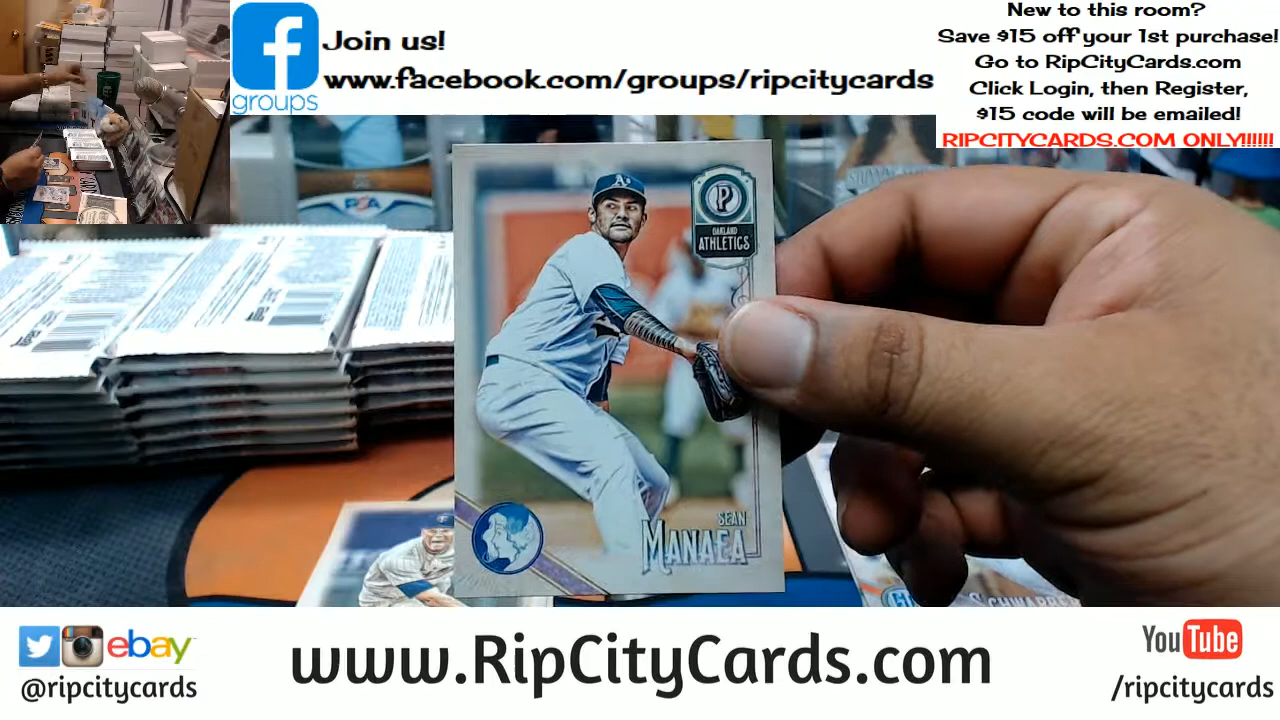 Join us!
www.facebook.com/groups/ripcitycards
groups
New to this room?
Save $15 off your 1st purchase!
Go to RipCityCards.com
Click Login, then Register,
$15 code will be emailed!
RIPCITYCARDS.COM ONLY!!!!!!
PSA
A's
P
OAKLAND
ATHLETICS
SEAN
MANAEA
SCHWARBER
ebay
@ripcitycards
www.RipCityCards.com
YouTube
/ripcitycards